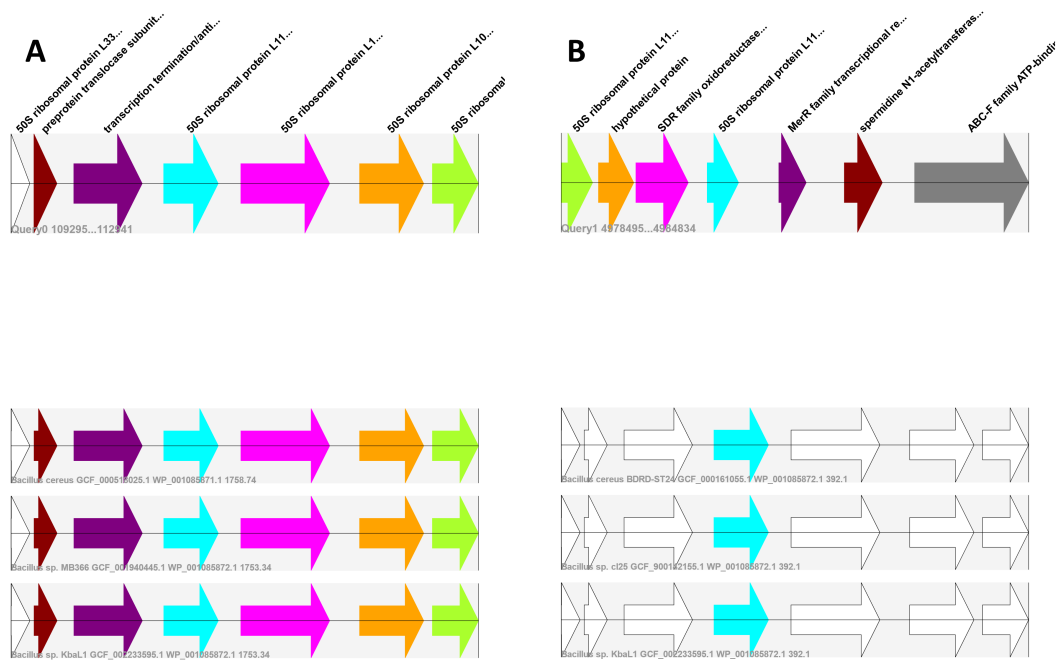 A
50S ribosomal protein L33...
preprotein translocase subunit...
transcription termination/anti...
50S ribosomal protein L11...
50S ribosomal protein L1...
50S ribosomal protein L10...
50S ribosomal
Query0 109295...112941
Bacillus cereus GCF_000518025.1 WP_001085871.1 1758.74
Bacillus sp. MB366 GCF_001940445.1 WP_001085872.1 1753.34
Bacillus sp. KbaL1 GCF_002233595.1 WP_001085872.1 1753.34
B
50S ribosomal protein L11...
hypothetical protein
SDR family oxidoreductase...
50S ribosomal protein L11...
MerR family transcriptional re...
spermidine N1-acetyltransferas...
ABC-F family ATP-bindin
Query1 4978495...4984834
Bacillus cereus BDRD-ST24 GCF_000161055.1 WP_001085872.1 392.1
Bacillus sp. cl25 GCF_900142155.1 WP_001085872.1 392.1
Bacillus sp. KbaL1 GCF_002233595.1 WP_001085872.1 392.1